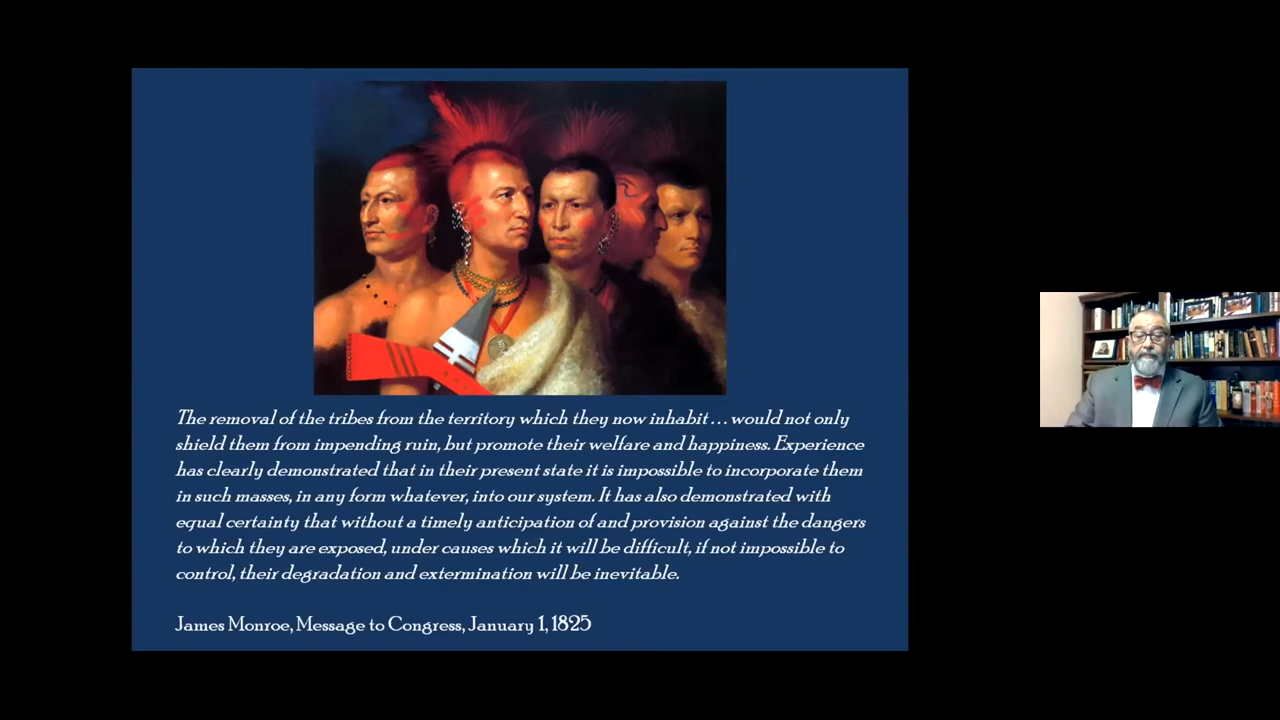 The removal of the tribes from the territory which they now inhabit . . . would not only
shield them from impending ruin, but promote their welfare and happiness. Experience
has clearly demonstrated that in their present state it is impossible to incorporate them
in such masses, in any form whatever, into our system. It has also demonstrated with
equal certainty that without a timely anticipation of and provision against the dangers
to which they are exposed, under causes which it will be difficult, if not impossible to
control, their degradation and extermination will be inevitable.
James Monroe, Message to Congress, January 1, 1825